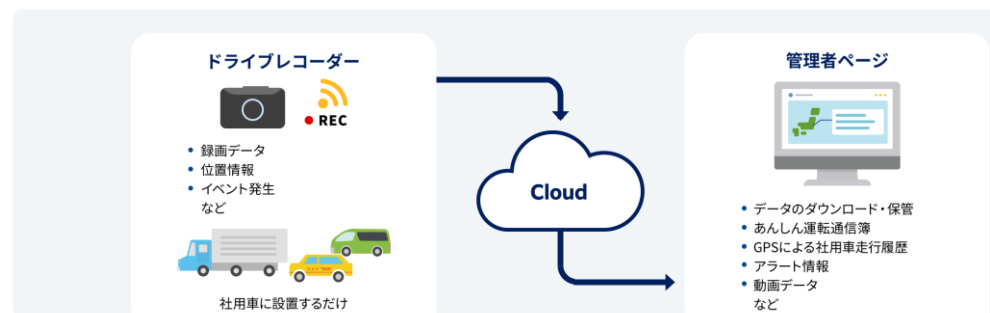 ドライブレコーダー
REC
• 録画データ
• 位置情報
• イベント発生
など
TAXI
社用車に設置するだけ
Cloud
管理者ページ
• データのダウンロード・保管
• あんしん運転通信簿
• GPSによる社用車走行履歴
• アラート情報
• 動画データ
など